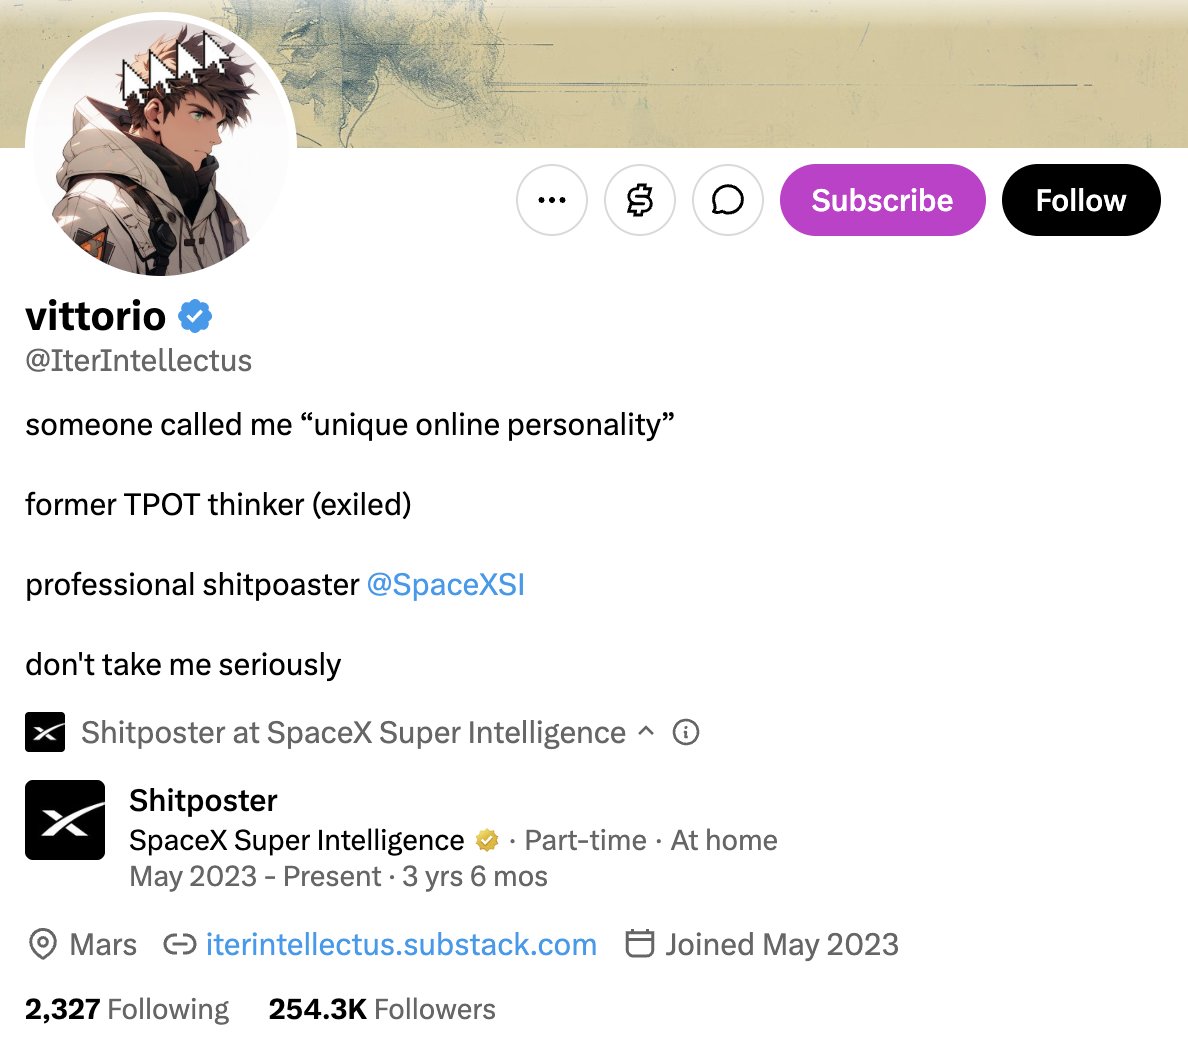 Subscribe
Follow
vittorio
@IterIntellectus
someone called me “unique online personality”
former TPOT thinker (exiled)
professional shitpoaster @SpaceXSI
don't take me seriously
Shitposter at SpaceX Super Intelligence
Shitposter
SpaceX Super Intelligence · Part-time · At home
May 2023 - Present · 3 yrs 6 mos
Mars iterintellectus.substack.com Joined May 2023
2,327 Following 254.3K Followers